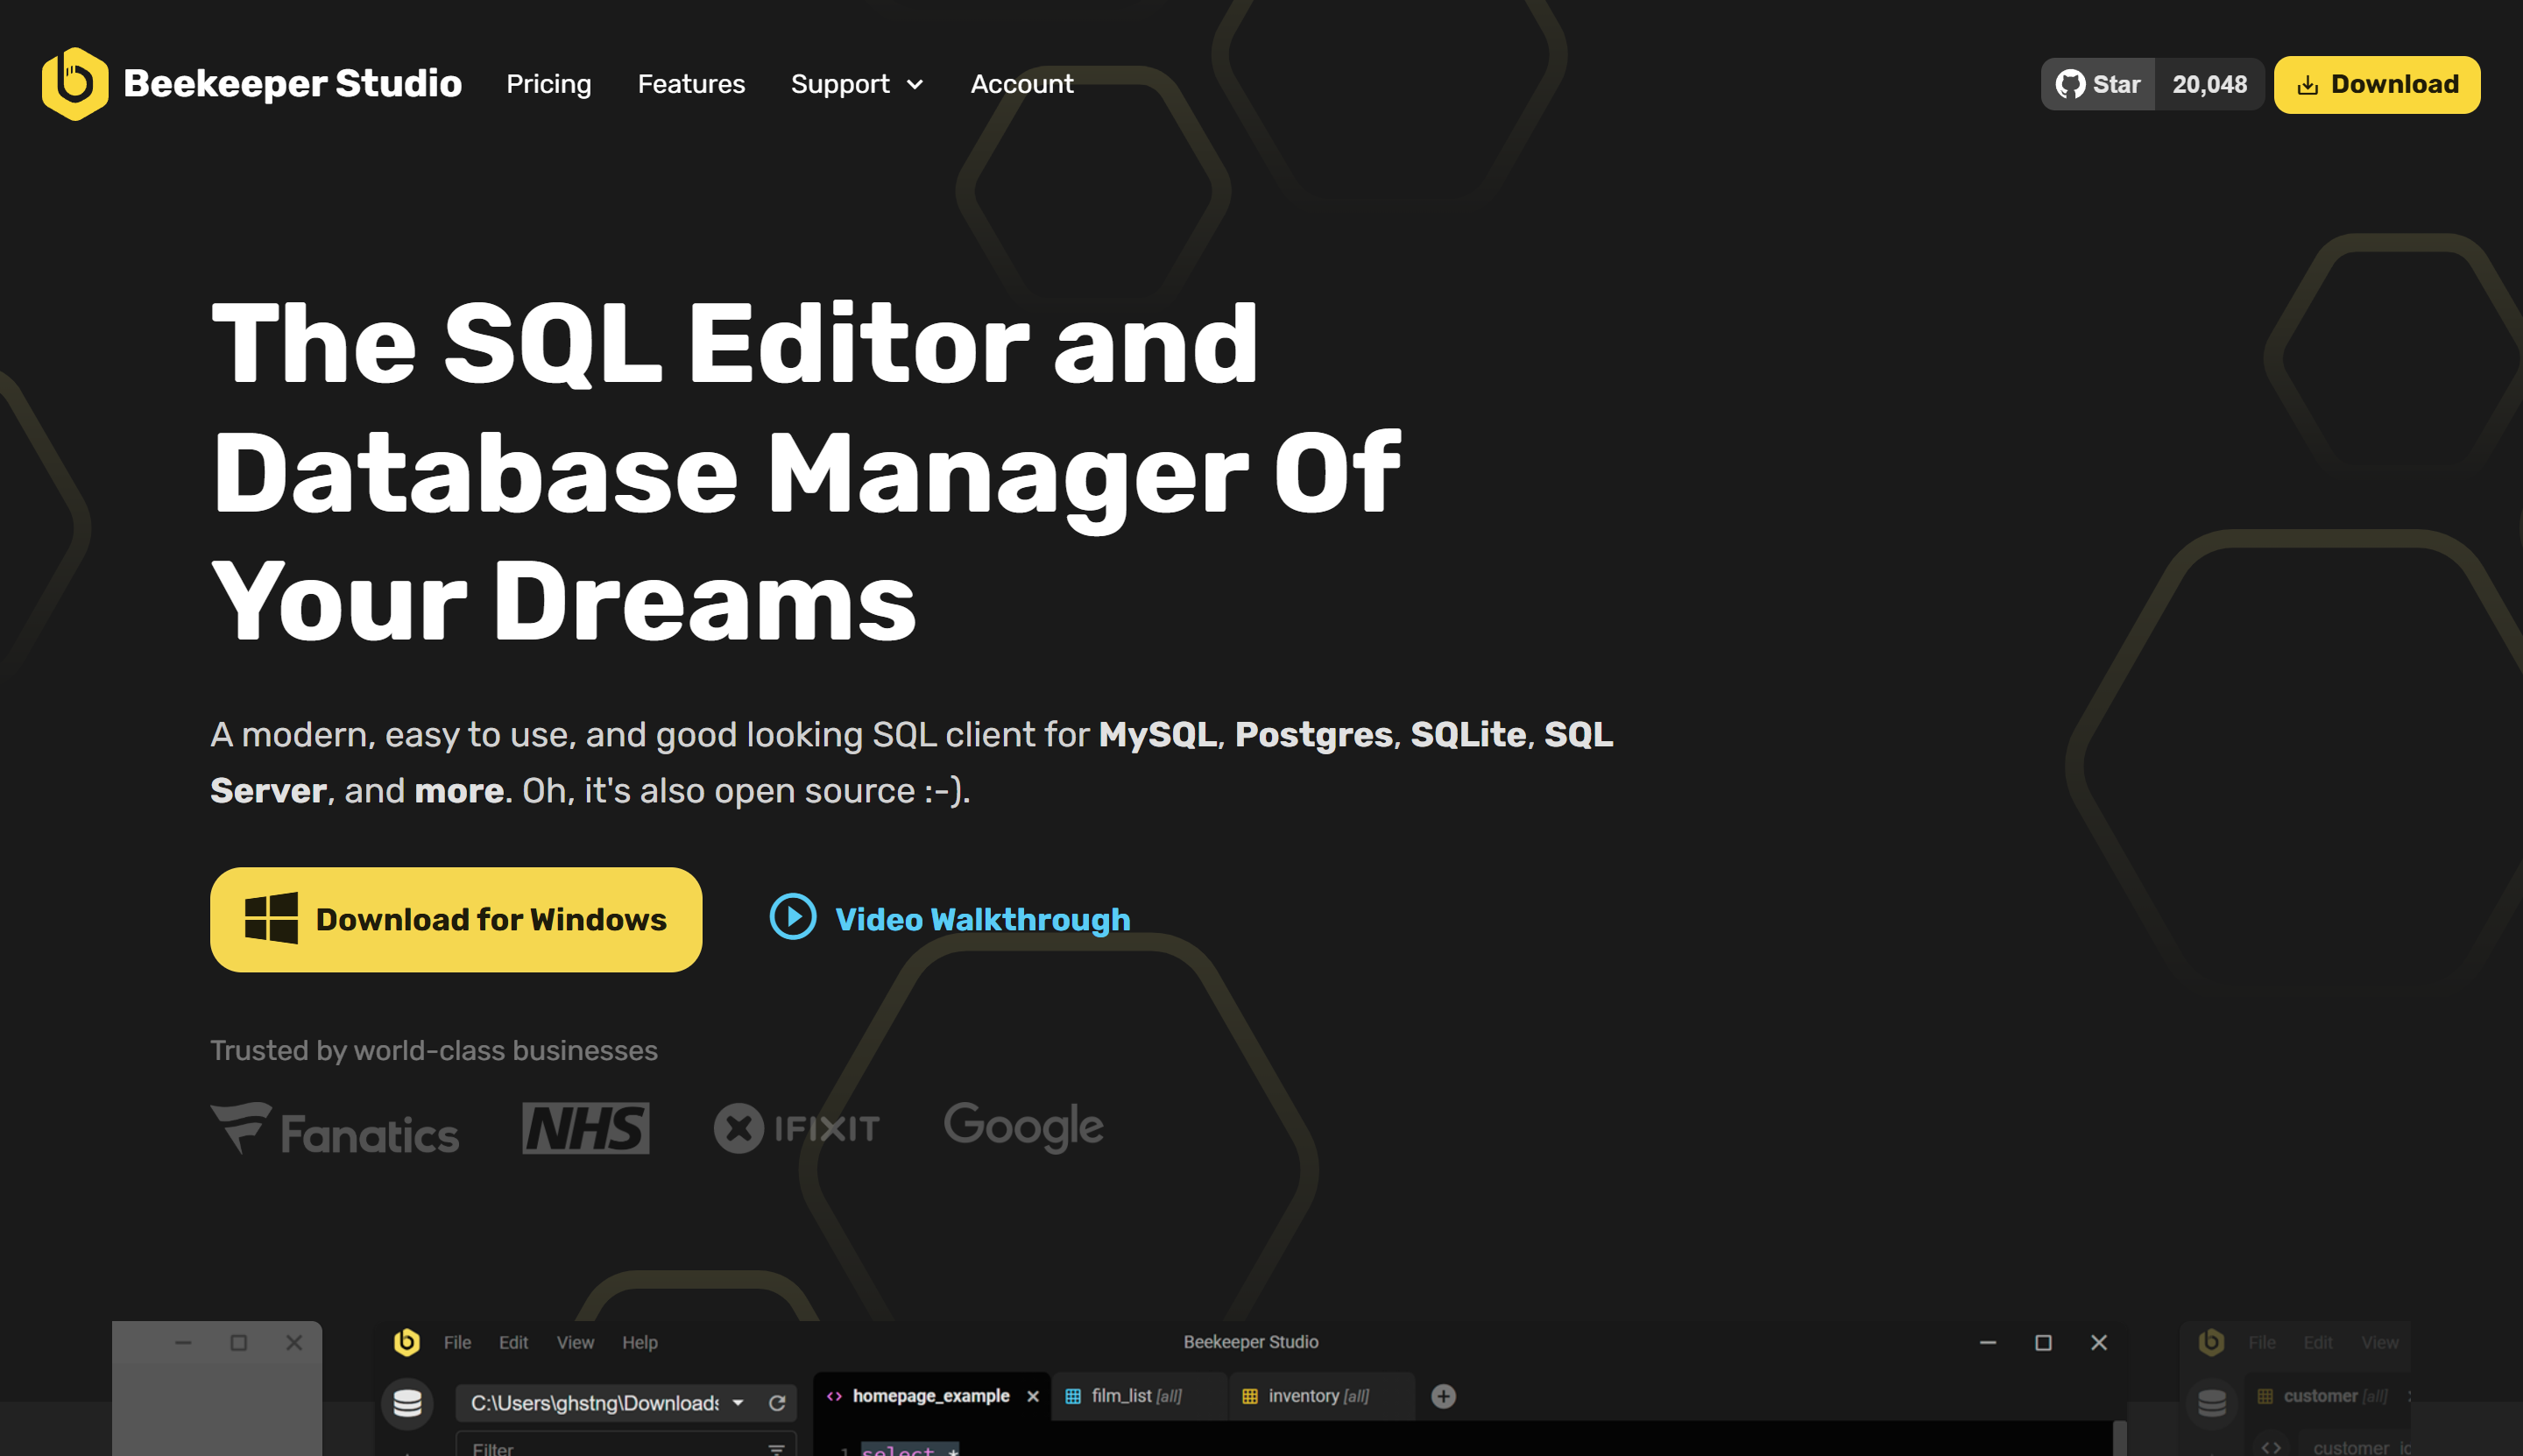 Beekeeper Studio Pricing Features Support Account Star 20,048 Download
The SQL Editor and
Database Manager Of
Your Dreams
A modern, easy to use, and good looking SQL client for MySQL, Postgres, SQLite, SQL
Server, and more. Oh, it's also open source :-).
Download for Windows Video Walkthrough
Trusted by world-class businesses
Fanatics NHS IFIXIT Google
File Edit View Help Beekeeper Studio File Edit View
C:\Users\ghstng\Downloads homepage_example film_list [all] inventory [all] customer [all]
Filter 1 select * customer_id